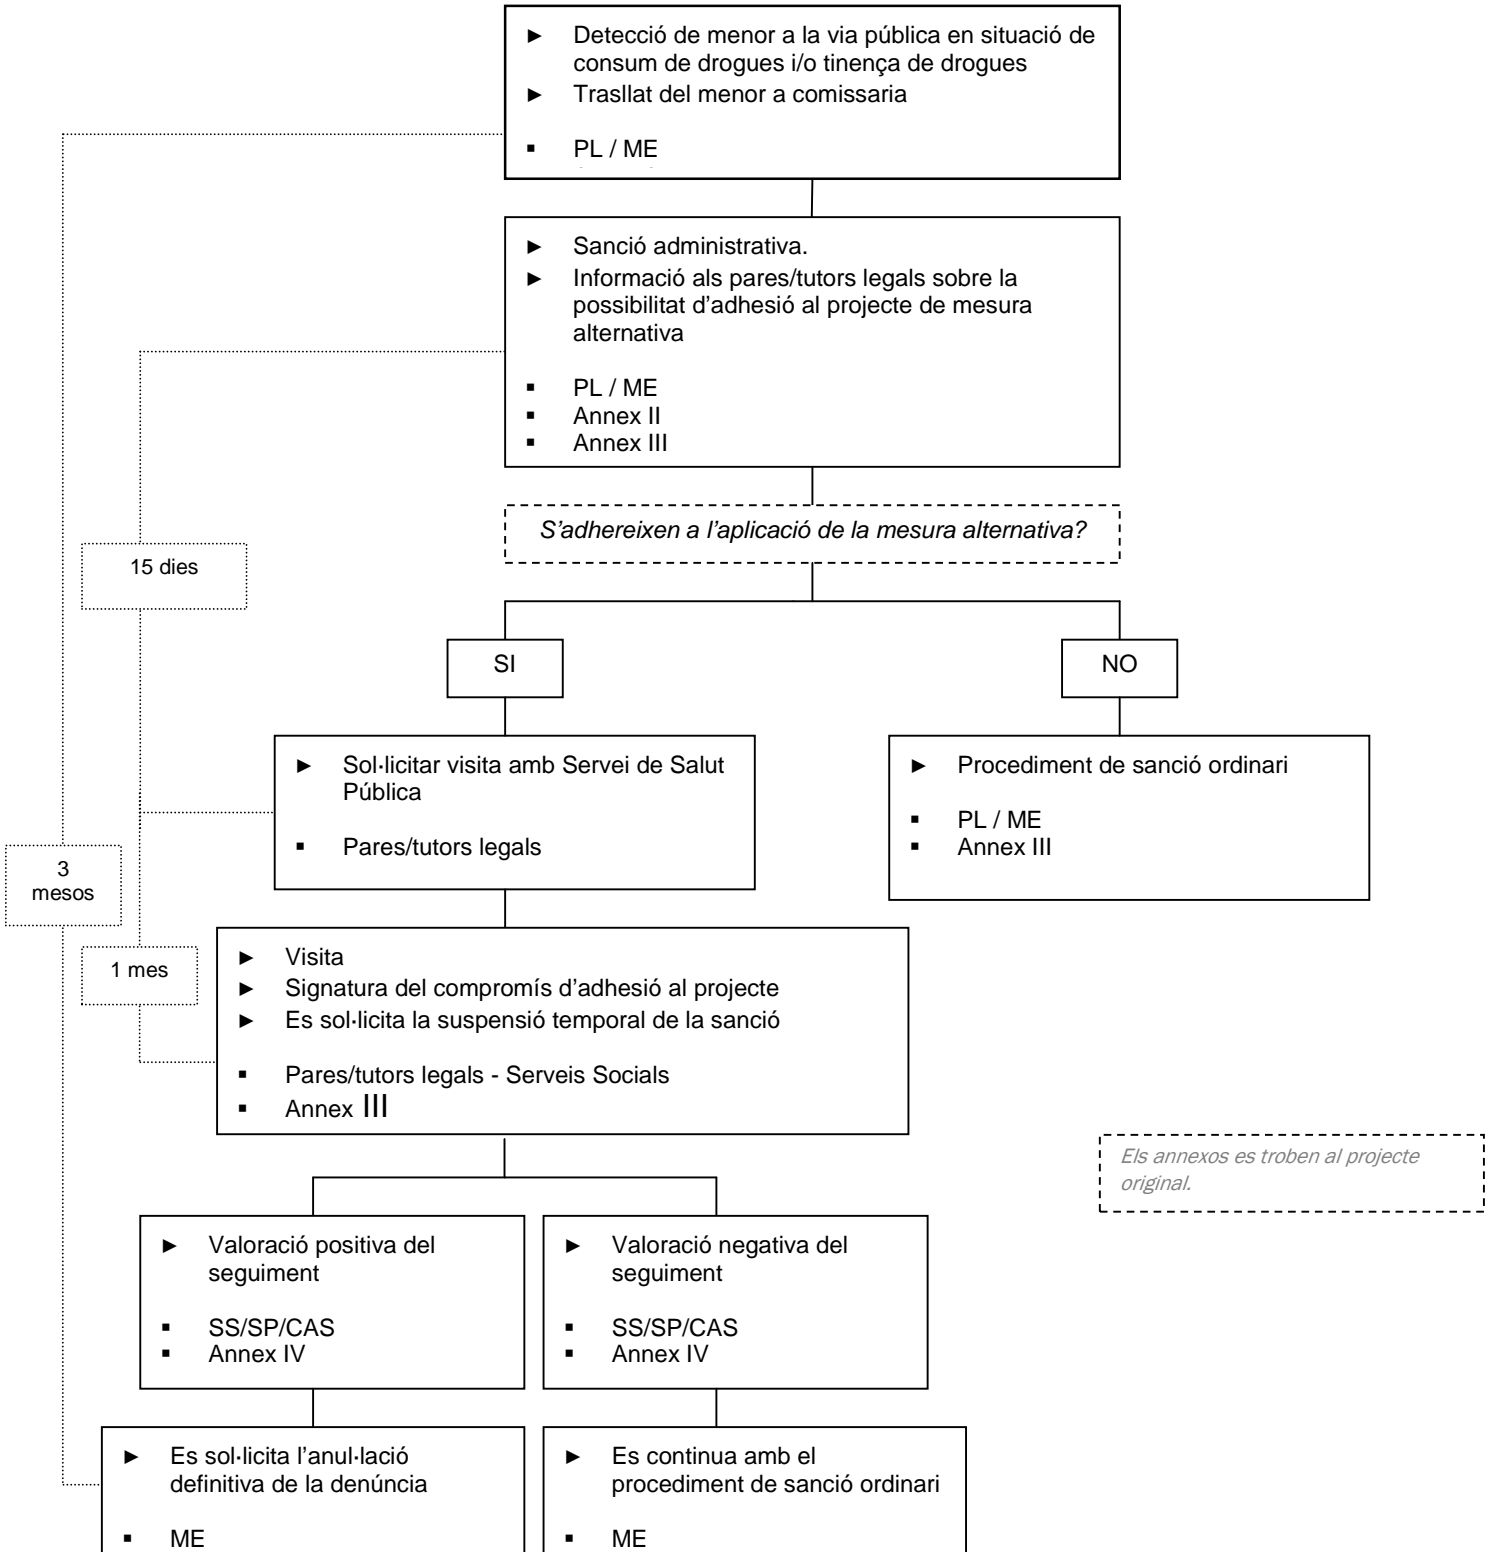 ► Detecció de menor a la via pública en situació de
consum de drogues i/o tinença de drogues
► Trasllat del menor a comissaria
▪ PL / ME
► Sanció administrativa.
► Informació als pares/tutors legals sobre la
possibilitat d’adhesió al projecte de mesura
alternativa
▪ PL / ME
▪ Annex II
▪ Annex III
S’adhereixen a l’aplicació de la mesura alternativa?
15 dies
SI
NO
► Sol·licitar visita amb Servei de Salut
Pública
▪ Pares/tutors legals
► Procediment de sanció ordinari
▪ PL / ME
▪ Annex III
3
mesos
1 mes
► Visita
► Signatura del compromís d’adhesió al projecte
► Es sol·licita la suspensió temporal de la sanció
▪ Pares/tutors legals - Serveis Socials
▪ Annex III
Els annexos es troben al projecte
original.
► Valoració positiva del
seguiment
▪ SS/SP/CAS
▪ Annex IV
► Valoració negativa del
seguiment
▪ SS/SP/CAS
▪ Annex IV
► Es sol·licita l’anul·lació
definitiva de la denúncia
▪ ME
► Es continua amb el
procediment de sanció ordinari
▪ ME